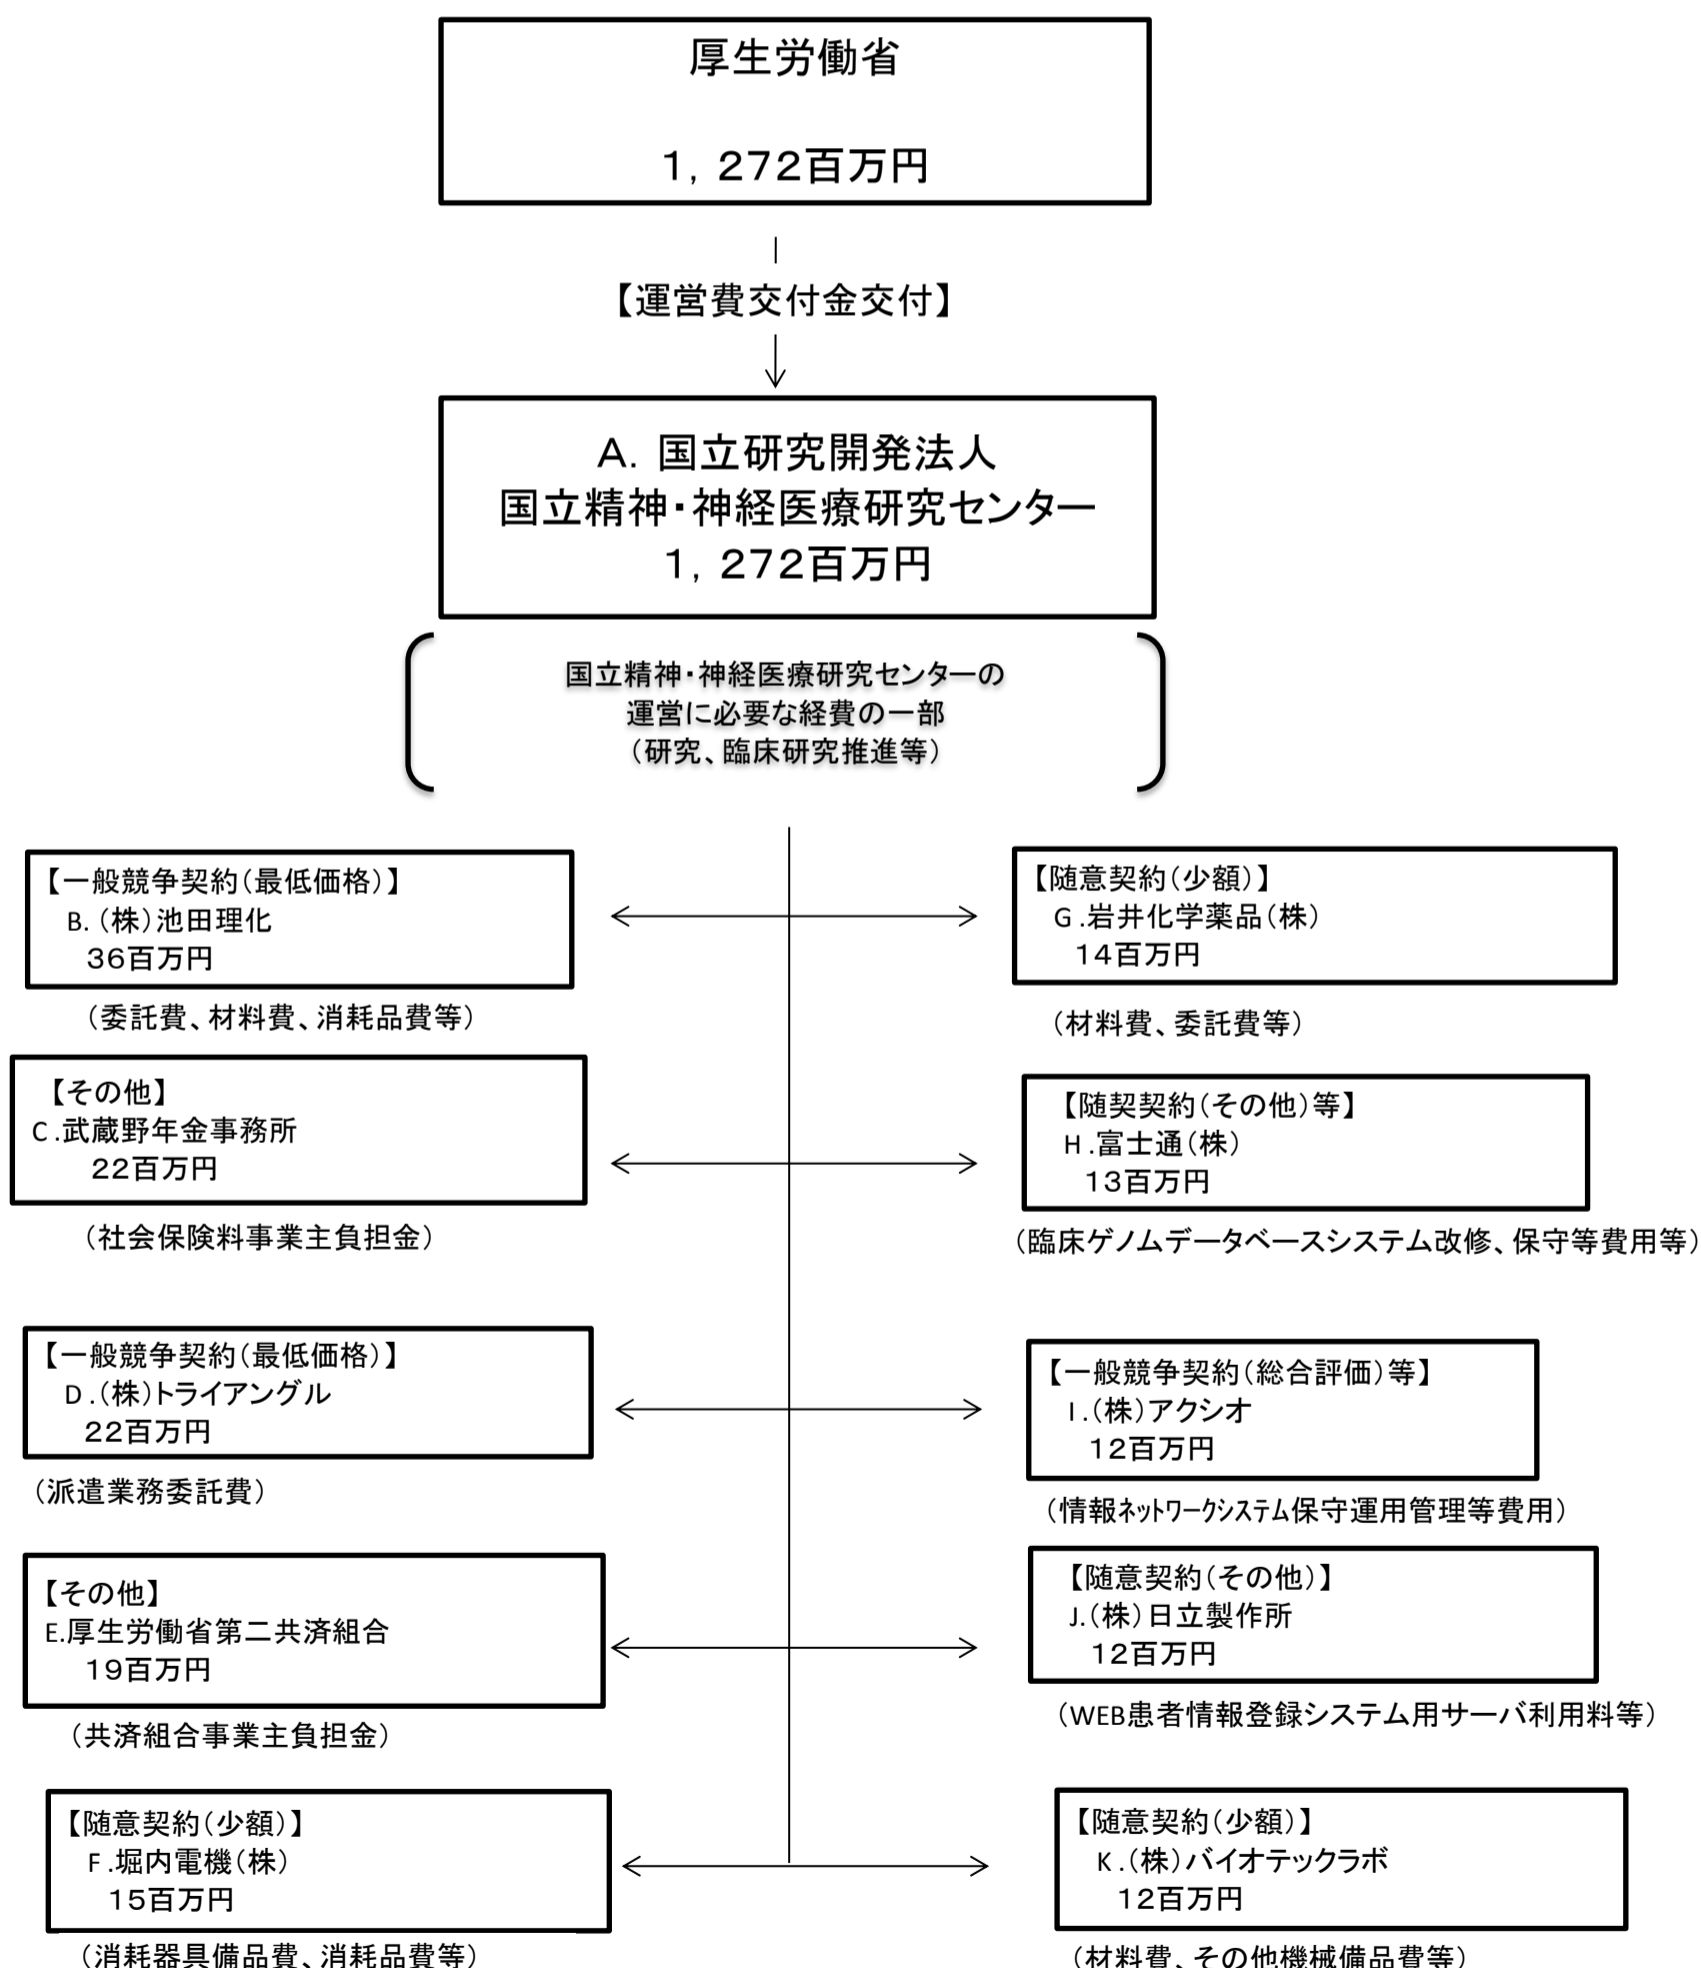 厚生労働省
1，272百万円
【運営費交付金交付】
A．国立研究開発法人
国立精神・神経医療研究センター
1，272百万円
国立精神・神経医療研究センターの
運営に必要な経費の一部
（研究、臨床研究推進等）
【一般競争契約（最低価格）】
B.（株）池田理化
36百万円
（委託費、材料費、消耗品費等）
【その他】
C.武蔵野年金事務所
22百万円
（社会保険料事業主負担金）
【一般競争契約（最低価格）】
D.（株）トライアングル
22百万円
（派遣業務委託費）
【その他】
E.厚生労働省第二共済組合
19百万円
（共済組合事業主負担金）
【随意契約（少額）】
F.堀内電機（株）
15百万円
（消耗器具備品費、消耗品費等）
【随意契約（少額）】
G.岩井化学薬品（株）
14百万円
（材料費、委託費等）
【随契契約（その他）等】
H.富士通（株）
13百万円
（臨床ゲノムデータベースシステム改修、保守等費用等）
【一般競争契約（総合評価）等】
I.（株）アクシオ
12百万円
（情報ﾈｯﾄﾜｰｸｼｽﾃﾑ保守運用管理等費用）
【随意契約（その他）】
J.（株）日立製作所
12百万円
（WEB患者情報登録システム用サーバ利用料等）
【随意契約（少額）】
K.（株）バイオテックラボ
12百万円
（材料費、その他機械備品費等）